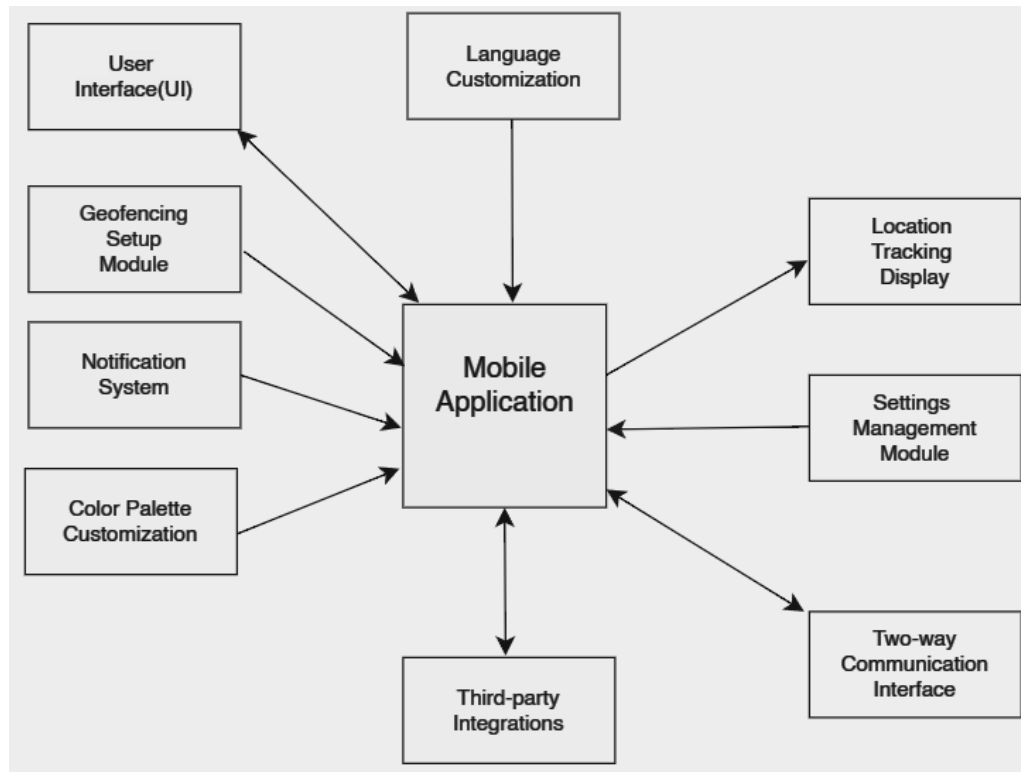 User
Interface(UI)
Language
Customization
Geofencing
Setup
Module
Location
Tracking
Display
Notification
System
Mobile
Application
Settings
Management
Module
Color Palette
Customization
Third-party
Integrations
Two-way
Communication
Interface